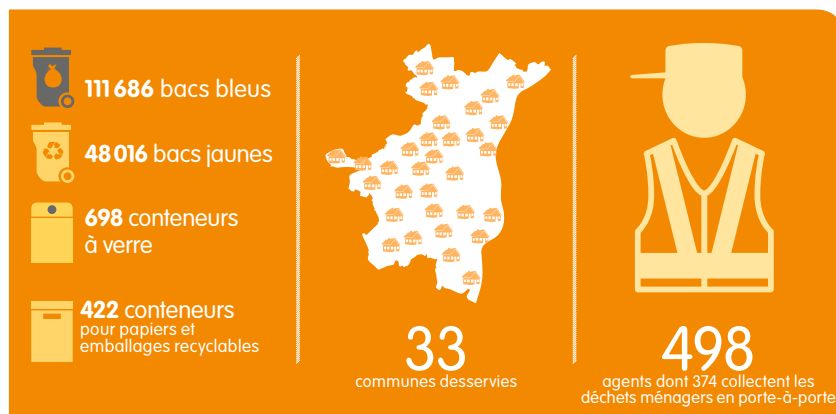 111 686 bacs bleus
48 016 bacs jaunes
698 conteneurs
à verre
422 conteneurs
pour papiers et
emballages recyclables
33
communes desservies
498
agents dont 374 collectent les
déchets ménagers en porte-à-porte